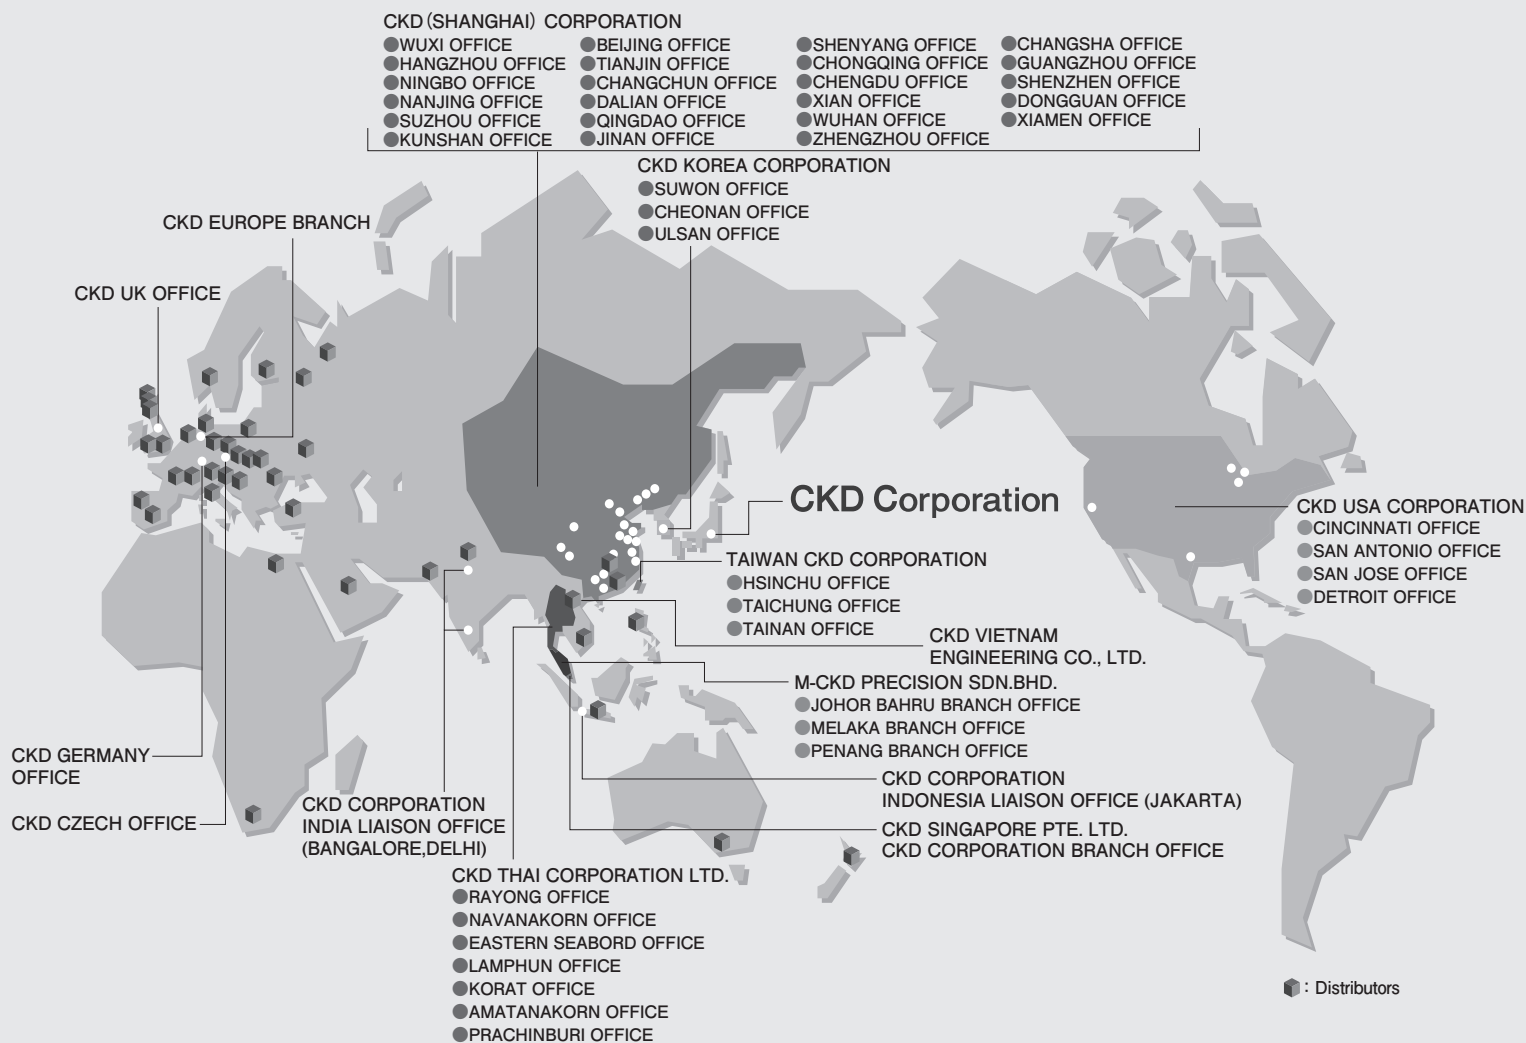 CKD (SHANGHAI) CORPORATION
●WUXI OFFICE
●HANGZHOU OFFICE
●NINGBO OFFICE
●NANJING OFFICE
●SUZHOU OFFICE
●KUNSHAN OFFICE
●BEIJING OFFICE
●TIANJIN OFFICE
●CHANGCHUN OFFICE
●DALIAN OFFICE
●QINGDAO OFFICE
●JINAN OFFICE
●SHENYANG OFFICE
●CHONGQING OFFICE
●CHENGDU OFFICE
●XIAN OFFICE
●WUHAN OFFICE
●ZHENGZHOU OFFICE
●CHANGSHA OFFICE
●GUANGZHOU OFFICE
●SHENZHEN OFFICE
●DONGGUAN OFFICE
●XIAMEN OFFICE
CKD KOREA CORPORATION
●SUWON OFFICE
●CHEONAN OFFICE
●ULSAN OFFICE
CKD EUROPE BRANCH
CKD UK OFFICE
CKD Corporation
CKD USA CORPORATION
●CINCINNATI OFFICE
●SAN ANTONIO OFFICE
●SAN JOSE OFFICE
●DETROIT OFFICE
TAIWAN CKD CORPORATION
●HSINCHU OFFICE
●TAICHUNG OFFICE
●TAINAN OFFICE
CKD VIETNAM
ENGINEERING CO., LTD.
M-CKD PRECISION SDN.BHD.
●JOHOR BAHRU BRANCH OFFICE
●MELAKA BRANCH OFFICE
●PENANG BRANCH OFFICE
CKD GERMANY
OFFICE
CKD CZECH OFFICE
CKD CORPORATION
INDIA LIAISON OFFICE
(BANGALORE,DELHI)
CKD CORPORATION
INDONESIA LIAISON OFFICE (JAKARTA)
CKD SINGAPORE PTE. LTD.
CKD CORPORATION BRANCH OFFICE
CKD THAI CORPORATION LTD.
●RAYONG OFFICE
●NAVANAKORN OFFICE
●EASTERN SEABORD OFFICE
●LAMPHUN OFFICE
●KORAT OFFICE
●AMATANAKORN OFFICE
●PRACHINBURI OFFICE
: Distributors